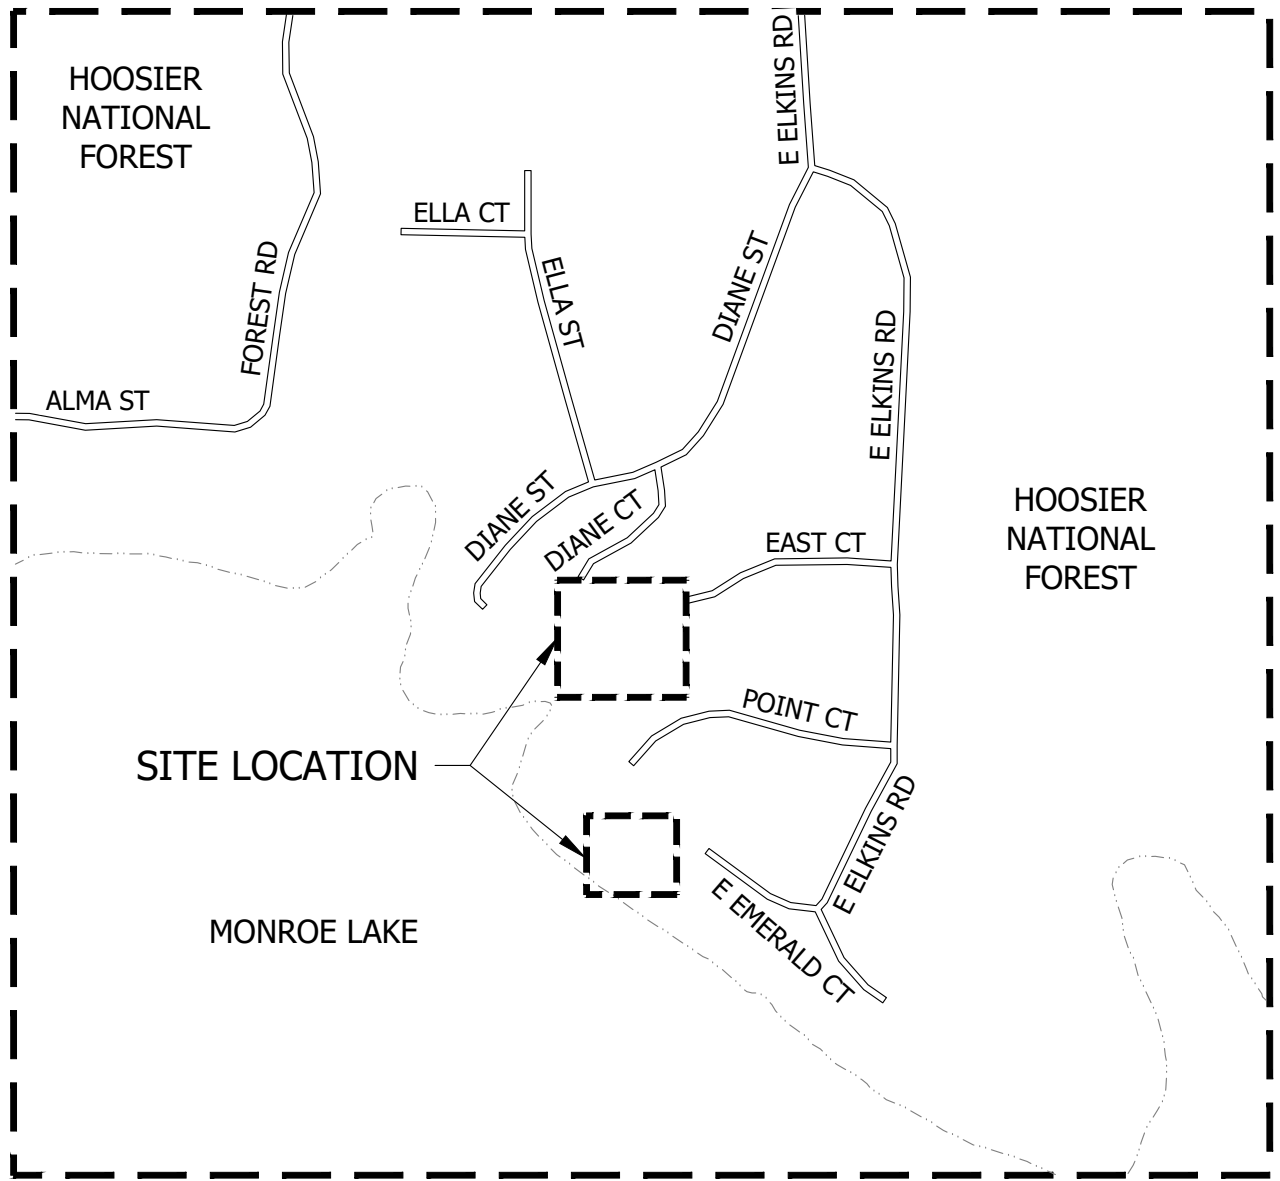 HOOSIER
NATIONAL
FOREST
E ELKINS RD
ELLA CT
FOREST RD
ELLA ST
DIANE ST
E ELKINS RD
ALMA ST
DIANE ST
DIANE CT
EAST CT
HOOSIER
NATIONAL
FOREST
POINT CT
SITE LOCATION
E ELKINS RD
E EMERALD CT
MONROE LAKE